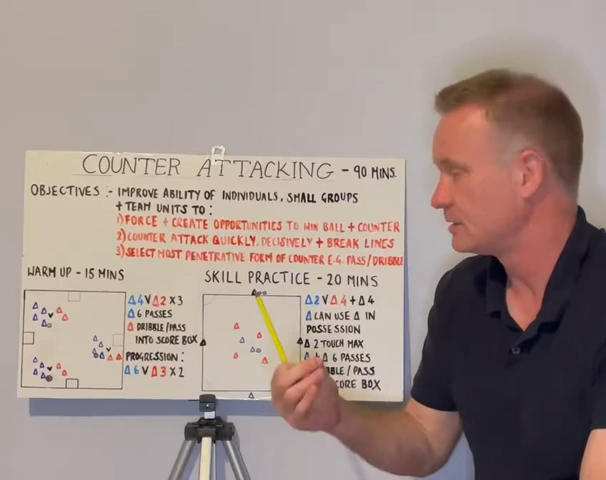 COUNTER ATTACKING - 90 MINS.
OBJECTIVES:- IMPROVE ABILITY OF INDIVIDUALS, SMALL GROUPS
+ TEAM UNITS TO:
1) FORCE + CREATE OPPORTUNITIES TO WIN BALL + COUNTER
2) COUNTER ATTACK QUICKLY, DECISIVELY + BREAK LINES
3) SELECT MOST PENETRATIVE FORM OF COUNTER E.G. PASS/DRIBBLE
WARM UP - 15 MINS
Δ4 V Δ2 X 3
Δ 6 PASSES
Δ DRIBBLE/PASS
INTO SCORE BOX
PROGRESSION:
Δ6 V Δ3 X 2
SKILL PRACTICE - 20 MINS
Δ2 V Δ4 + Δ4
Δ CAN USE Δ IN
POSSESSION
Δ 2 TOUCH MAX
Δ 6 PASSES
/ PASS
SCORE BOX